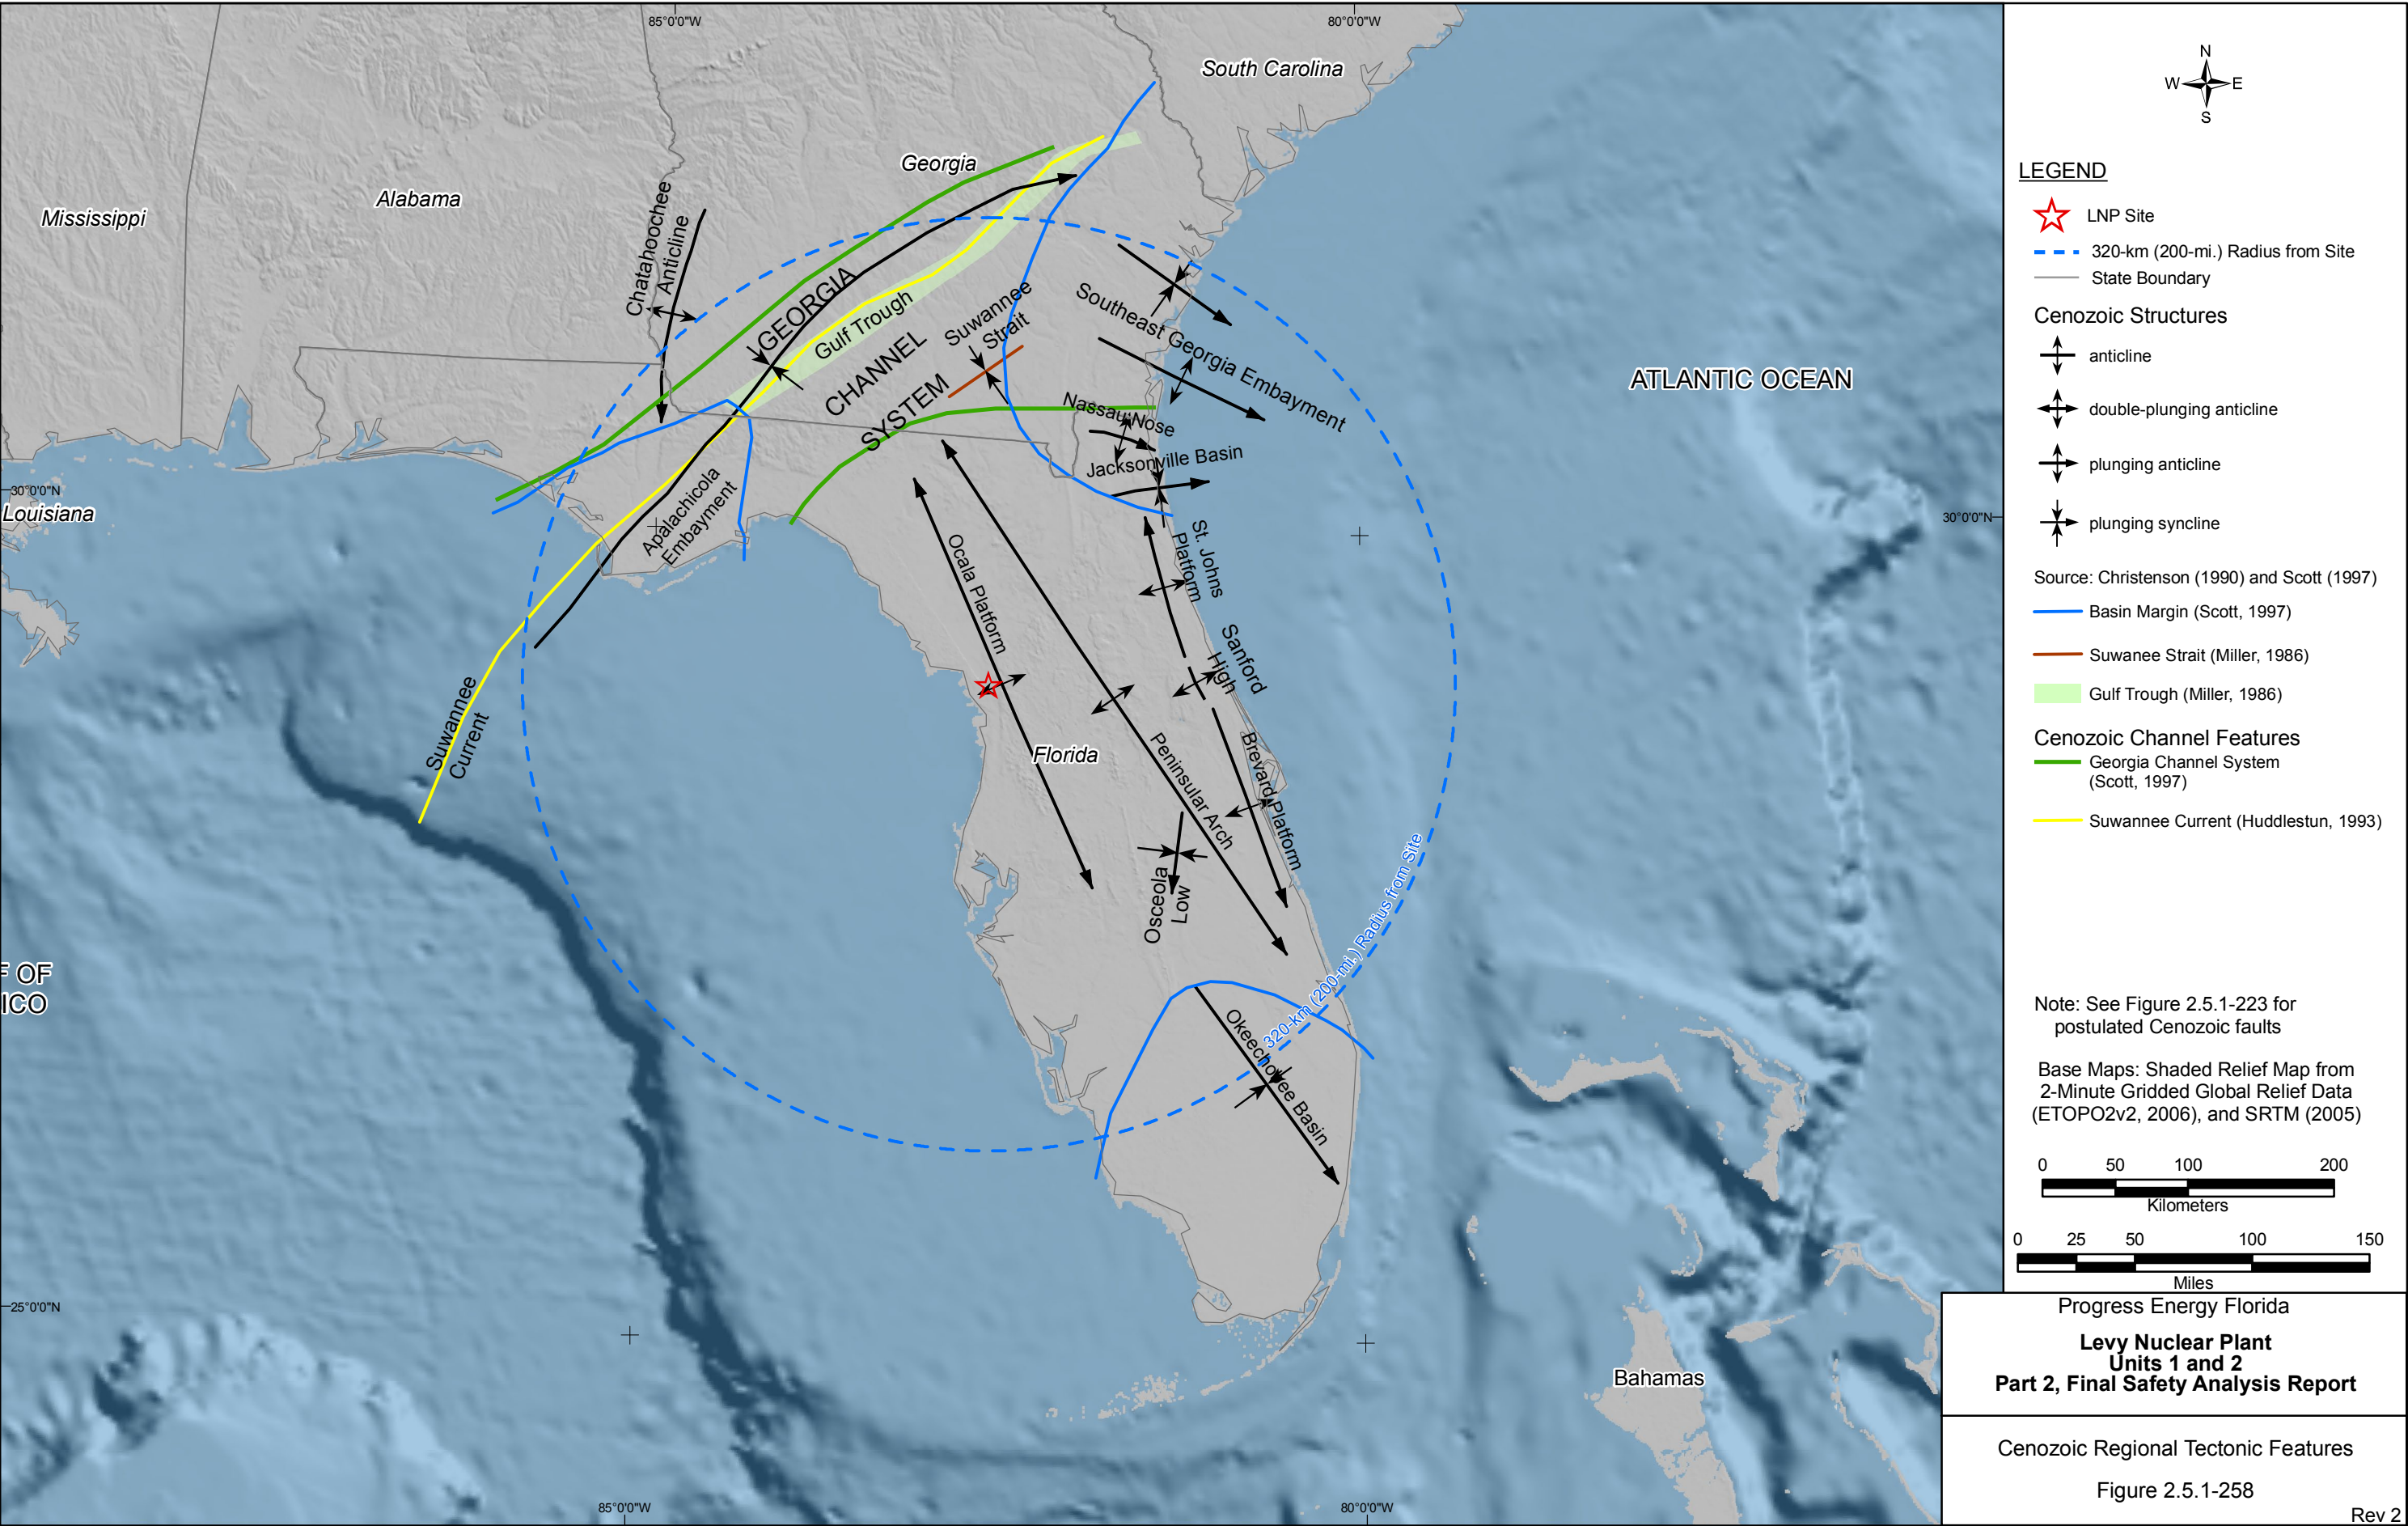 85°0'0"W
80°0'0"W
South Carolina
Georgia
Alabama
Mississippi
Chatahoochee
Anticline
GEORGIA
Gulf Trough
CHANNEL
SYSTEM
Suwannee
Strait
Southeast Georgia Embayment
Nassau Nose
Jacksonville Basin
ATLANTIC OCEAN
30°0'0"N
Louisiana
30°0'0"N
Apalachicola
Embayment
Ocala Platform
St. Johns
Platform
Sanford
High
Suwannee
Current
Florida
Peninsular Arch
Brevard Platform
Osceola
Low
320-km (200-mi.) Radius from Site
F OF
ICO
Okeechobee Basin
25°0'0"N
Bahamas
85°0'0"W
80°0'0"W
N
W
E
S
LEGEND
LNP Site
320-km (200-mi.) Radius from Site
State Boundary
Cenozoic Structures
anticline
double-plunging anticline
plunging anticline
plunging syncline
Source: Christenson (1990) and Scott (1997)
Basin Margin (Scott, 1997)
Suwanee Strait (Miller, 1986)
Gulf Trough (Miller, 1986)
Cenozoic Channel Features
Georgia Channel System
(Scott, 1997)
Suwannee Current (Huddlestun, 1993)
Note: See Figure 2.5.1-223 for
postulated Cenozoic faults
Base Maps: Shaded Relief Map from
2-Minute Gridded Global Relief Data
(ETOPO2v2, 2006), and SRTM (2005)
0 50 100 200
Kilometers
0 25 50 100 150
Miles
Progress Energy Florida
Levy Nuclear Plant
Units 1 and 2
Part 2, Final Safety Analysis Report
Cenozoic Regional Tectonic Features
Figure 2.5.1-258
Rev 2